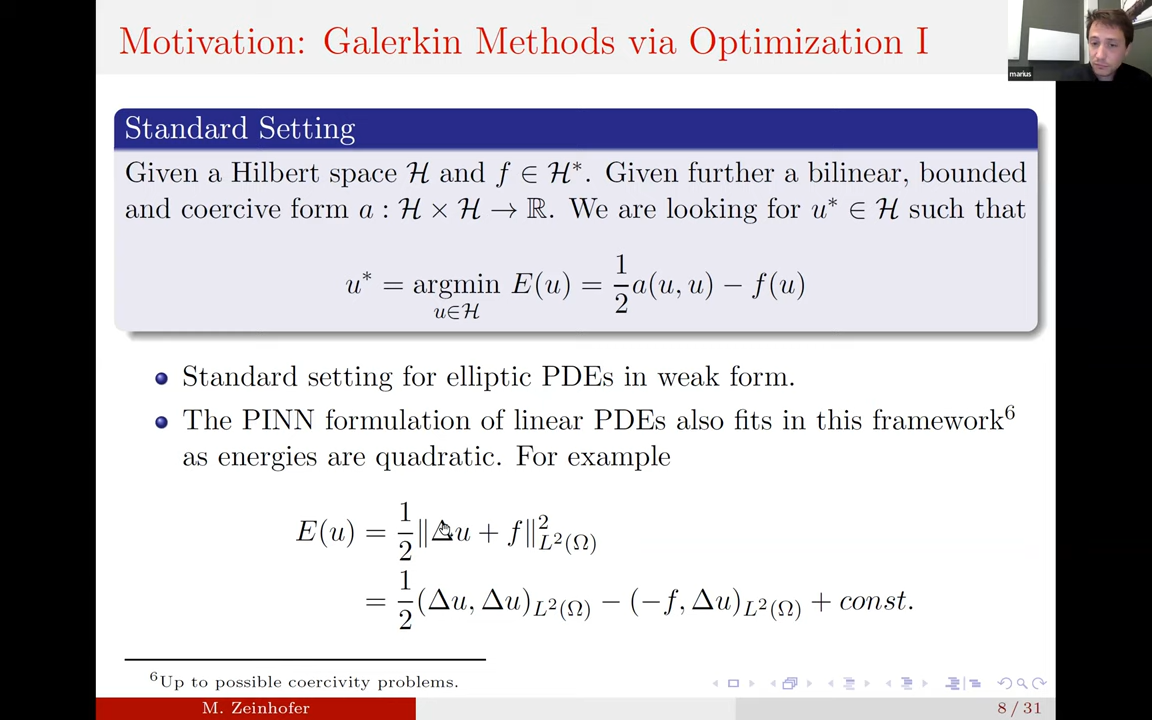 Motivation: Galerkin Methods via Optimization I
marius
Standard Setting
Given a Hilbert space ℋ and f ∈ ℋ*. Given further a bilinear, bounded
and coercive form a : ℋ × ℋ → ℝ. We are looking for u* ∈ ℋ such that
u* = argmin_{u∈ℋ} E(u) = 1/2 a(u, u) − f(u)
Standard setting for elliptic PDEs in weak form.
The PINN formulation of linear PDEs also fits in this framework⁶
as energies are quadratic. For example
E(u) = 1/2 ‖Δu + f‖²_{L²(Ω)}
= 1/2 (Δu, Δu)_{L²(Ω)} − (−f, Δu)_{L²(Ω)} + const.
⁶Up to possible coercivity problems.
M. Zeinhofer
8 / 31